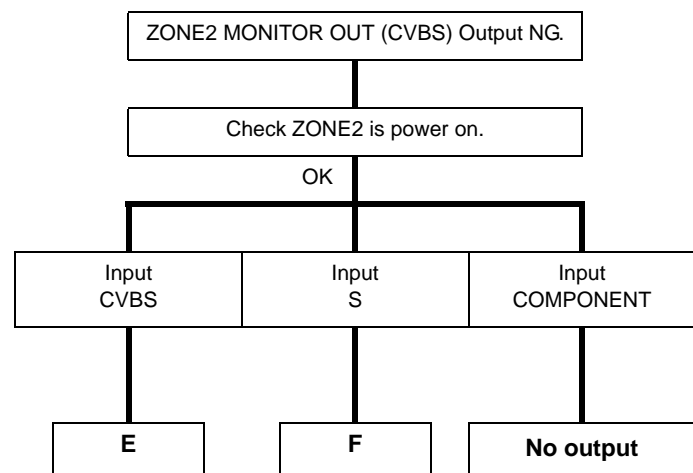 ZONE2 MONITOR OUT (CVBS) Output NG.
Check ZONE2 is power on.
OK
Input
CVBS
Input
S
Input
COMPONENT
E
F
No output